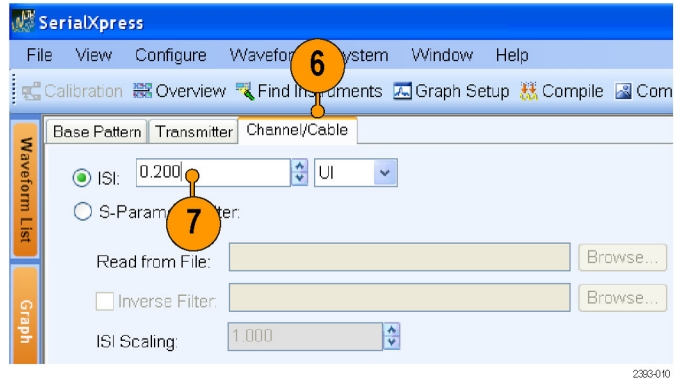 SerialXpress
File View Configure Wavefor ystem Window Help
6
Calibration Overview Find In uments Graph Setup Compile Com
Base Pattern Transmitter Channel/Cable
Waveform List
ISI: 0.200 UI
S-Param ter:
7
Read from File: Browse...
Inverse Filter: Browse...
Graph
ISI Scaling: 1.000
2393-010